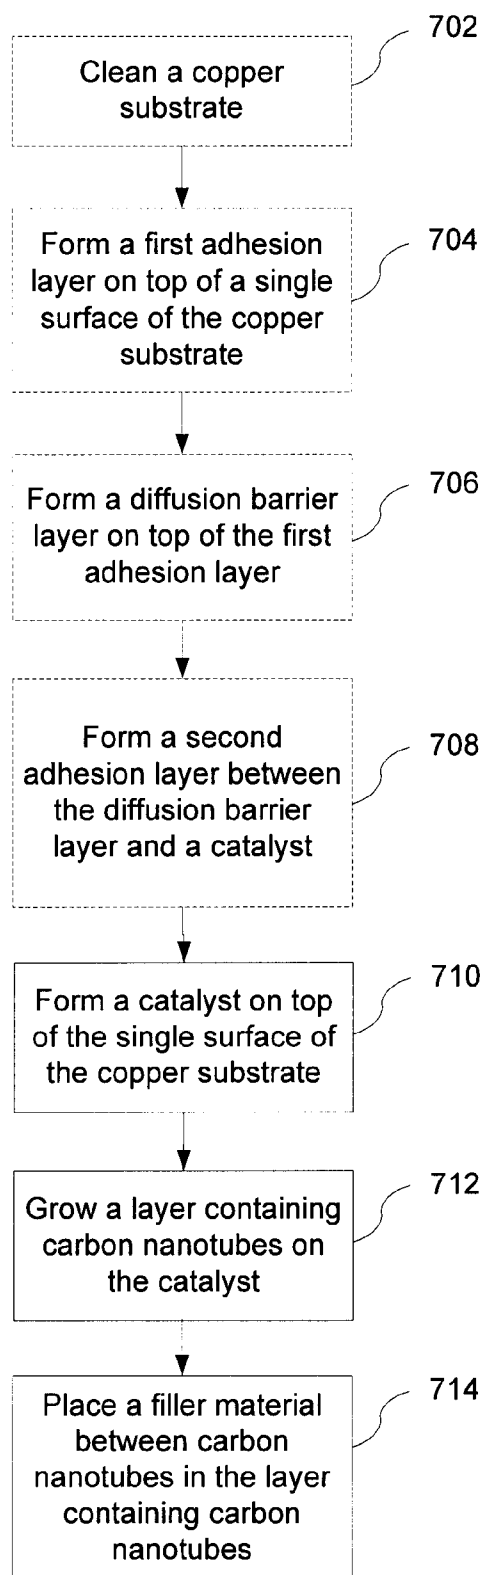 702
Clean a copper
substrate
704
Form a first adhesion
layer on top of a single
surface of the copper
substrate
706
Form a diffusion barrier
layer on top of the first
adhesion layer
708
Form a second
adhesion layer between
the diffusion barrier
layer and a catalyst
710
Form a catalyst on top
of the single surface of
the copper substrate
712
Grow a layer containing
carbon nanotubes on
the catalyst
714
Place a filler material
between carbon
nanotubes in the layer
containing carbon
nanotubes